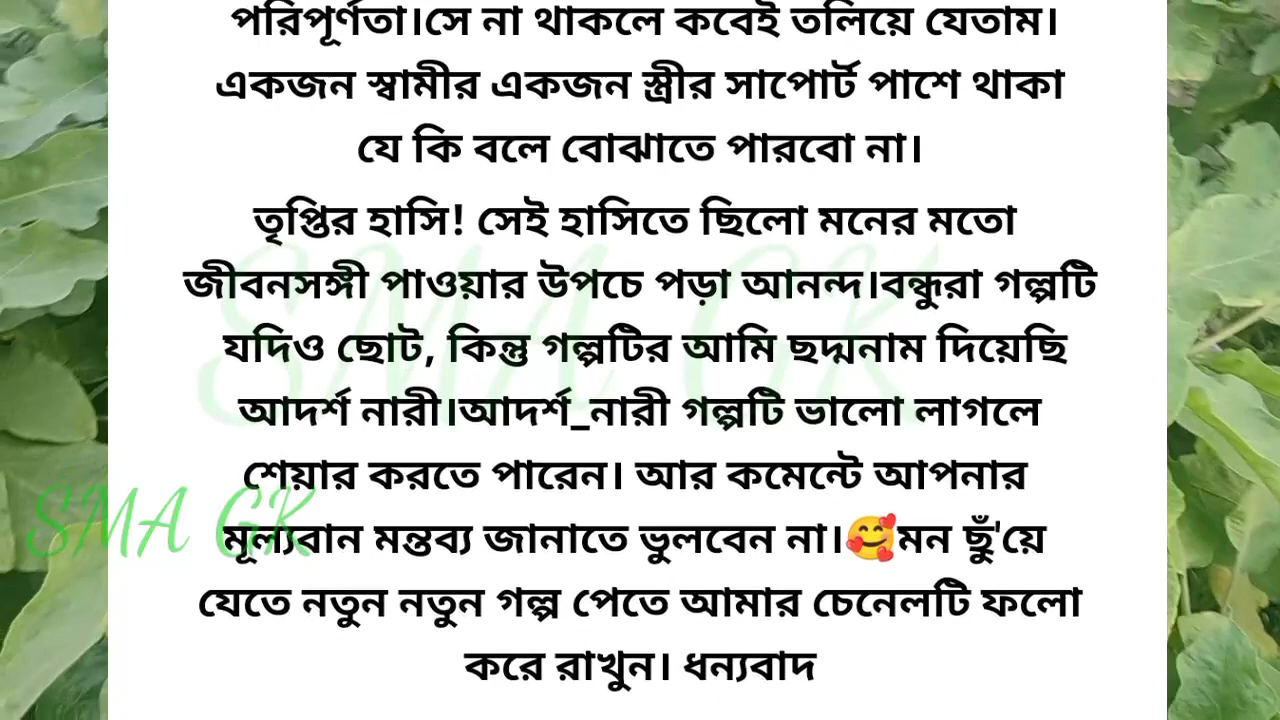 পরিপূর্ণতা।সে না থাকলে কবেই তলিয়ে যেতাম।
একজন স্বামীর একজন স্ত্রীর সাপোর্ট পাশে থাকা
যে কি বলে বোঝাতে পারবো না।
তৃপ্তির হাসি! সেই হাসিতে ছিলো মনের মতো
জীবনসঙ্গী পাওয়ার উপচে পড়া আনন্দ।বন্ধুরা গল্পটি
যদিও ছোট, কিন্তু গল্পটির আমি ছদ্মনাম দিয়েছি
আদর্শ নারী।আদর্শ_নারী গল্পটি ভালো লাগলে
শেয়ার করতে পারেন। আর কমেন্টে আপনার
মূল্যবান মন্তব্য জানাতে ভুলবেন না।🥰মন ছুঁ'য়ে
যেতে নতুন নতুন গল্প পেতে আমার চেনেলটি ফলো
করে রাখুন। ধন্যবাদ
SMA GK
SMA GK